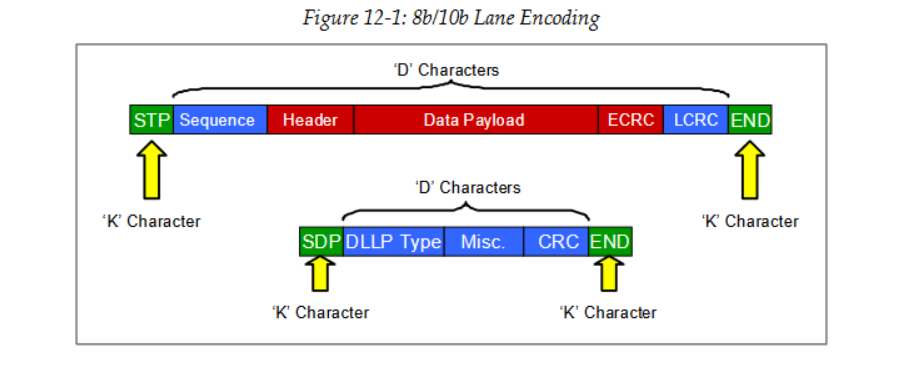 Figure 12-1: 8b/10b Lane Encoding
'D' Characters
STP Sequence Header Data Payload ECRC LCRC END
'K' Character 'K' Character
'D' Characters
SDP DLLP Type Misc. CRC END
'K' Character 'K' Character